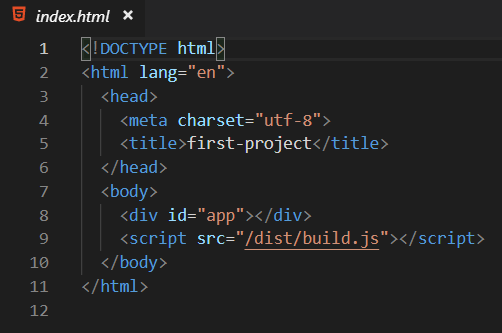 index.html ×
1 <!DOCTYPE html>
2 <html lang="en">
3   <head>
4     <meta charset="utf-8">
5     <title>first-project</title>
6   </head>
7   <body>
8     <div id="app"></div>
9     <script src="/dist/build.js"></script>
10   </body>
11 </html>
12